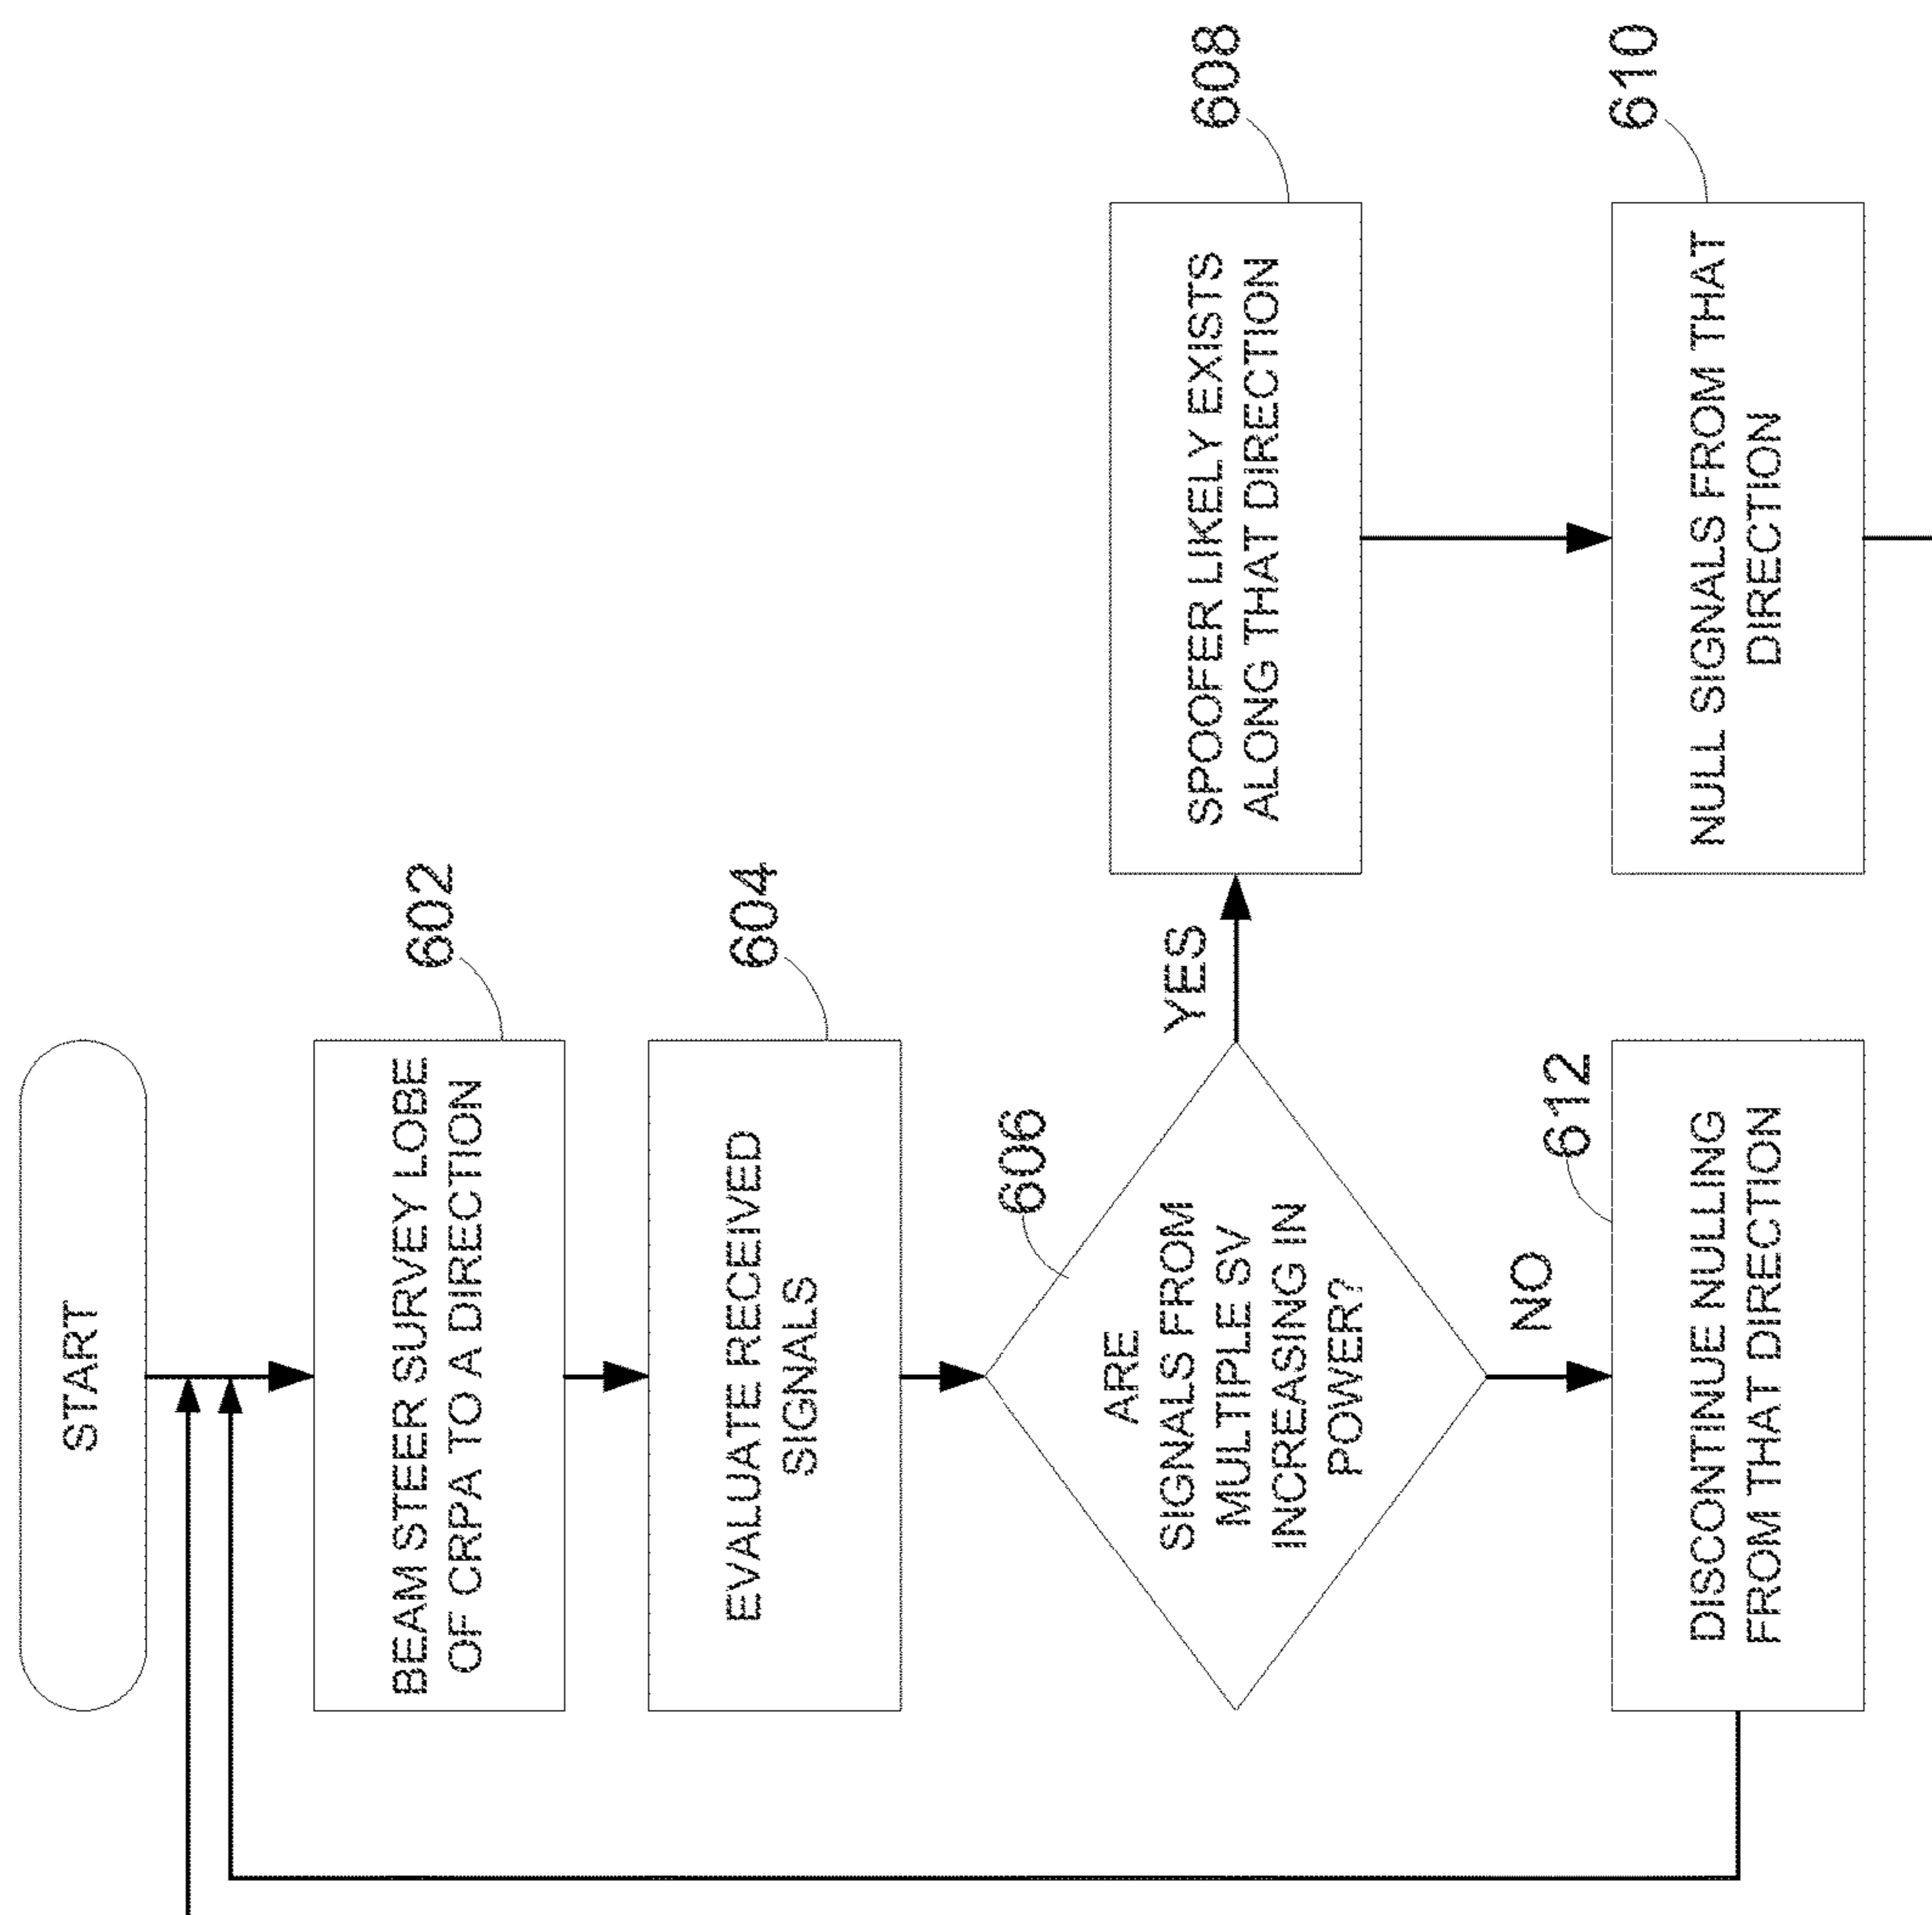 START
BEAM STEER SURVEY LOBE
OF CRPA TO A DIRECTION
602
EVALUATE RECEIVED
SIGNALS
604
ARE
SIGNALS FROM
MULTIPLE SV
INCREASING IN
POWER?
606
YES
SPOOFER LIKELY EXISTS
ALONG THAT DIRECTION
608
NULL SIGNALS FROM THAT
DIRECTION
610
NO
DISCONTINUE NULLING
FROM THAT DIRECTION
612